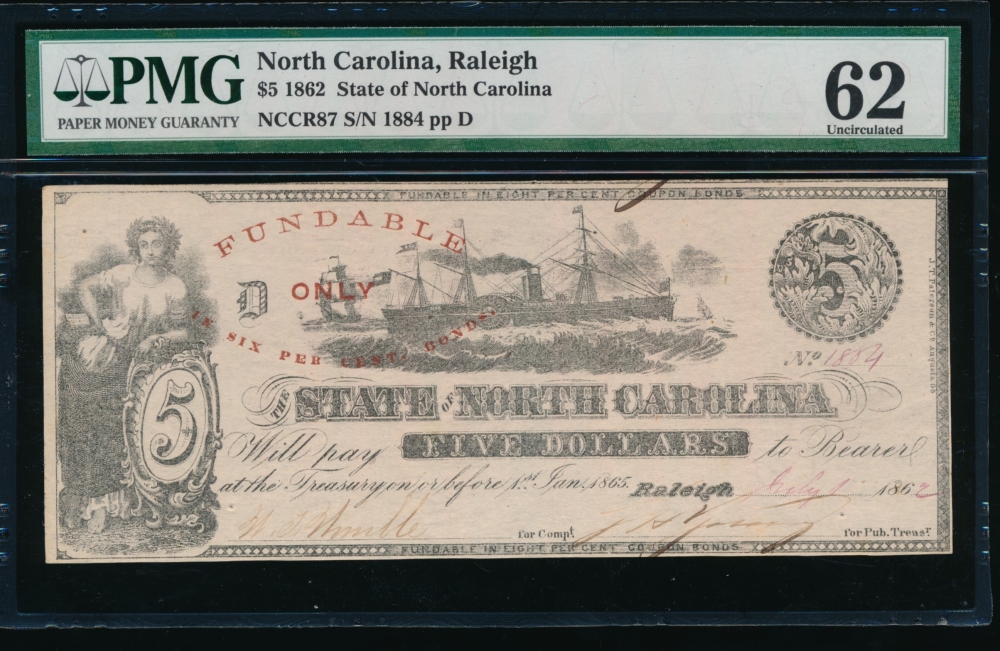 PMG
PAPER MONEY GUARANTY
North Carolina, Raleigh
$5 1862 State of North Carolina
NCCR87 S/N 1884 pp D
62
Uncirculated
FUNDABLE IN EIGHT PER CENT COUPON BONDS
FUNDABLE
D
ONLY
IN SIX PER CENT BONDS.
5
No. 1884
THE STATE OF NORTH CAROLINA
5
Will pay FIVE DOLLARS to Bearer
at the Treasury on or before 1st. Jan. 1865. Raleigh July 1 1862
for Compt.
for Pub. Treasr.
FUNDABLE IN EIGHT PER CENT COUPON BONDS